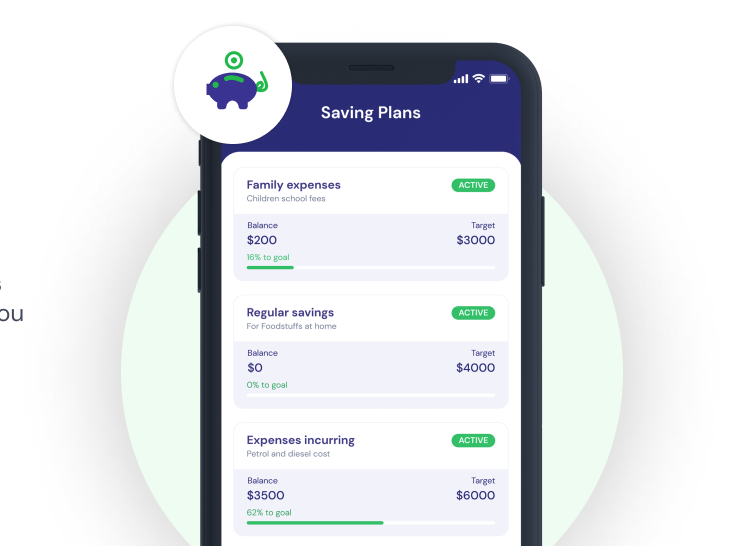 Saving Plans
Family expenses ACTIVE
Children school fees
Balance Target
$200 $3000
16% to goal
Regular savings ACTIVE
For Foodstuffs at home
ou
Balance Target
$0 $4000
0% to goal
Expenses incurring ACTIVE
Petrol and diesel cost
Balance Target
$3500 $6000
62% to goal